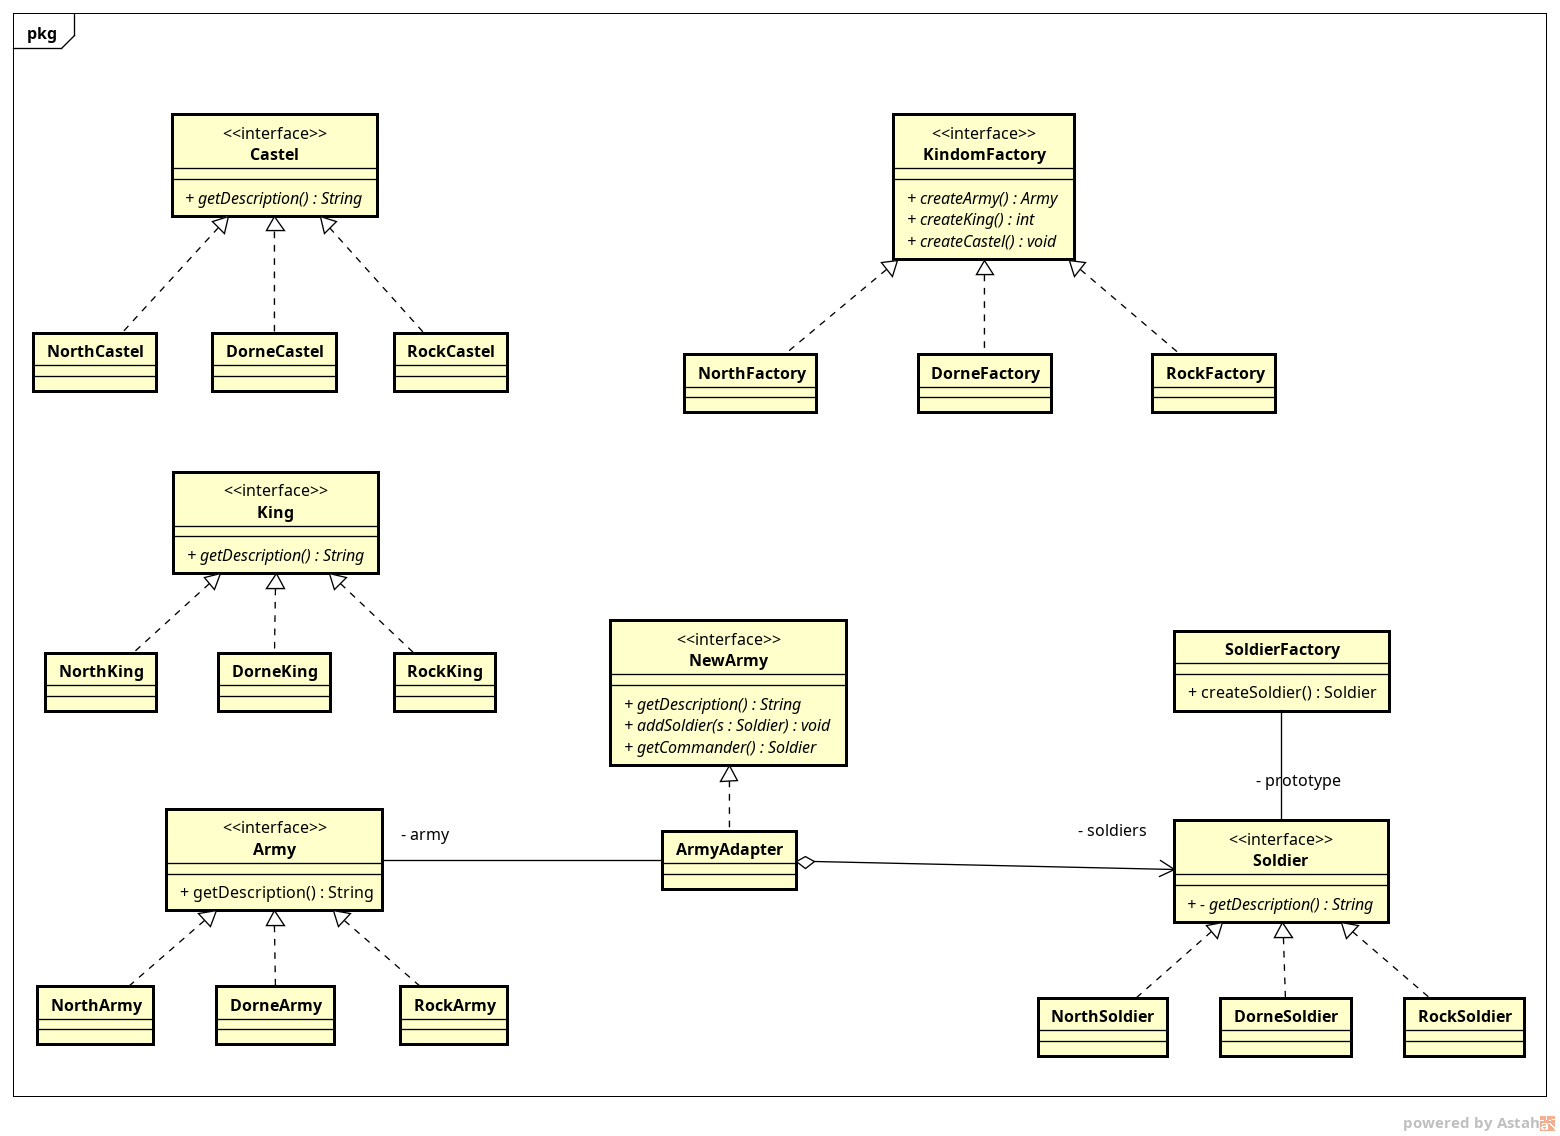 pkg
<<interface>>
Castel
+ getDescription() : String
NorthCastel
DorneCastel
RockCastel
<<interface>>
KindomFactory
+ createArmy() : Army
+ createKing() : int
+ createCastel() : void
NorthFactory
DorneFactory
RockFactory
<<interface>>
King
+ getDescription() : String
NorthKing
DorneKing
RockKing
<<interface>>
NewArmy
+ getDescription() : String
+ addSoldier(s : Soldier) : void
+ getCommander() : Soldier
SoldierFactory
+ createSoldier() : Soldier
- prototype
<<interface>>
Army
+ getDescription() : String
- army
ArmyAdapter
- soldiers
<<interface>>
Soldier
+ - getDescription() : String
NorthArmy
DorneArmy
RockArmy
NorthSoldier
DorneSoldier
RockSoldier
powered by Astah